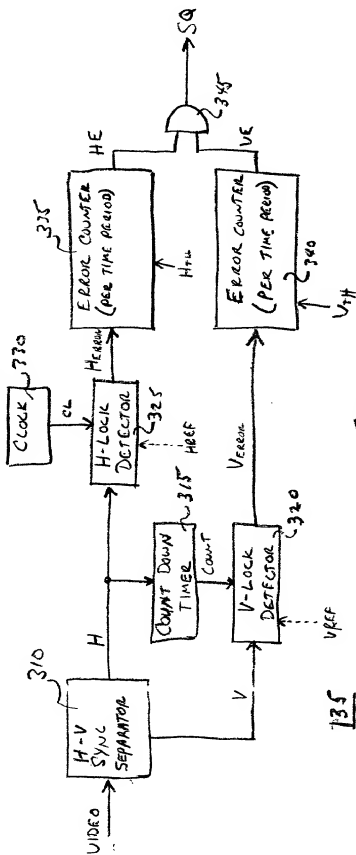 VIDEO
310
H-V
SYNC
SEPARATOR
H
V
COUNT DOWN
TIMER
315
COUNT
CLOCK
330
CL
H-LOCK
DETECTOR
325
HREF
V-LOCK
DETECTOR
320
VREF
HERROR
VERROR
335
ERROR COUNTER
(PER TIME PERIOD)
HTH
ERROR COUNTER
(PER TIME PERIOD)
340
VTH
HE
VE
345
SQ
135